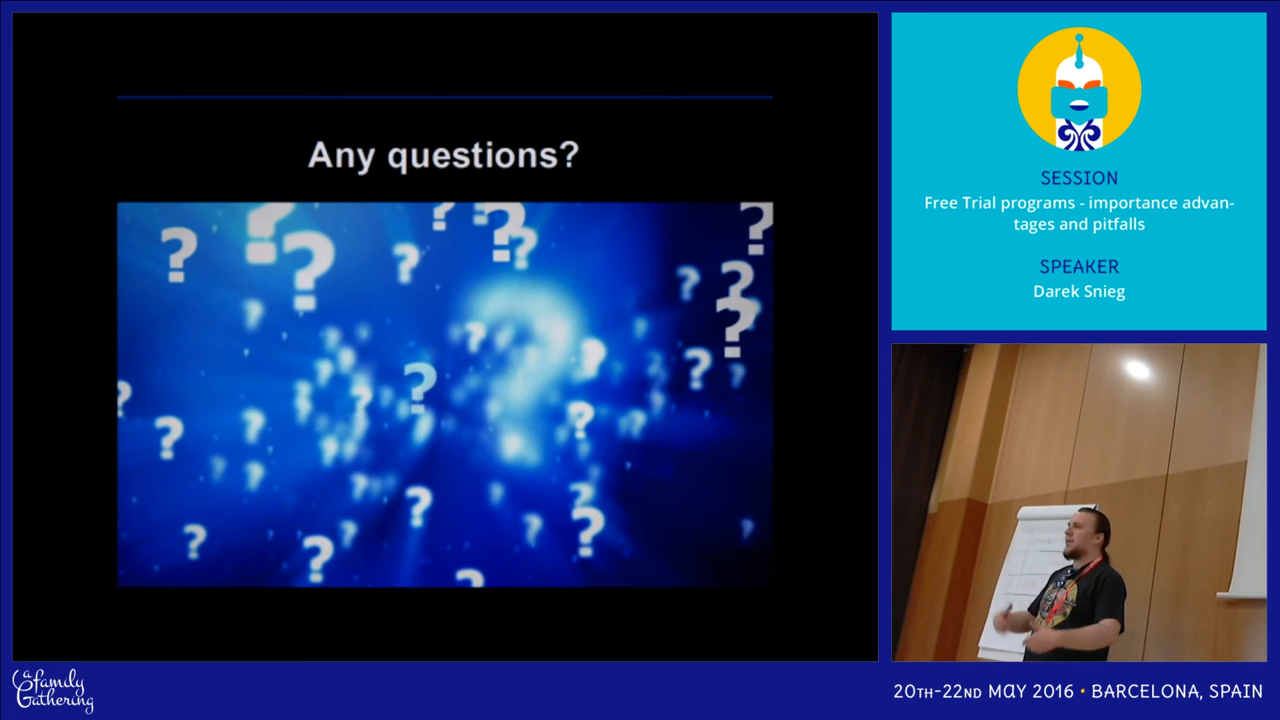 Any questions?
SESSION
Free Trial programs - importance advan-
tages and pitfalls
SPEAKER
Darek Snieg
a family
Gathering
20TH-22ND MAY 2016 • BARCELONA, SPAIN